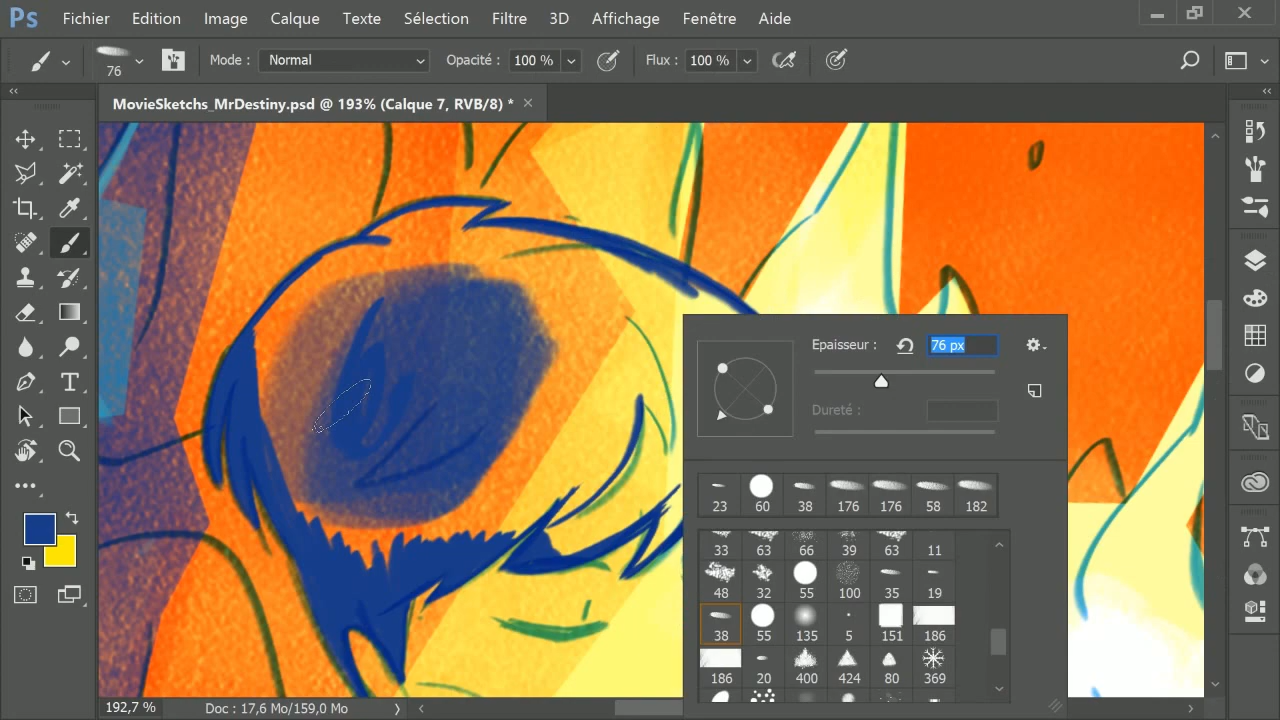 Ps Fichier Edition Image Calque Texte Sélection Filtre 3D Affichage Fenêtre Aide
76 Mode : Normal Opacité : 100 % Flux : 100 %
MovieSketchs_MrDestiny.psd @ 193% (Calque 7, RVB/8) * ×
Epaisseur : 76 px
Dureté :
23 60 38 176 176 58 182
33 63 66 39 63 11
48 32 55 100 35 19
38 55 135 5 151 186
186 20 400 424 80 369
192,7 % Doc : 17,6 Mo/159,0 Mo